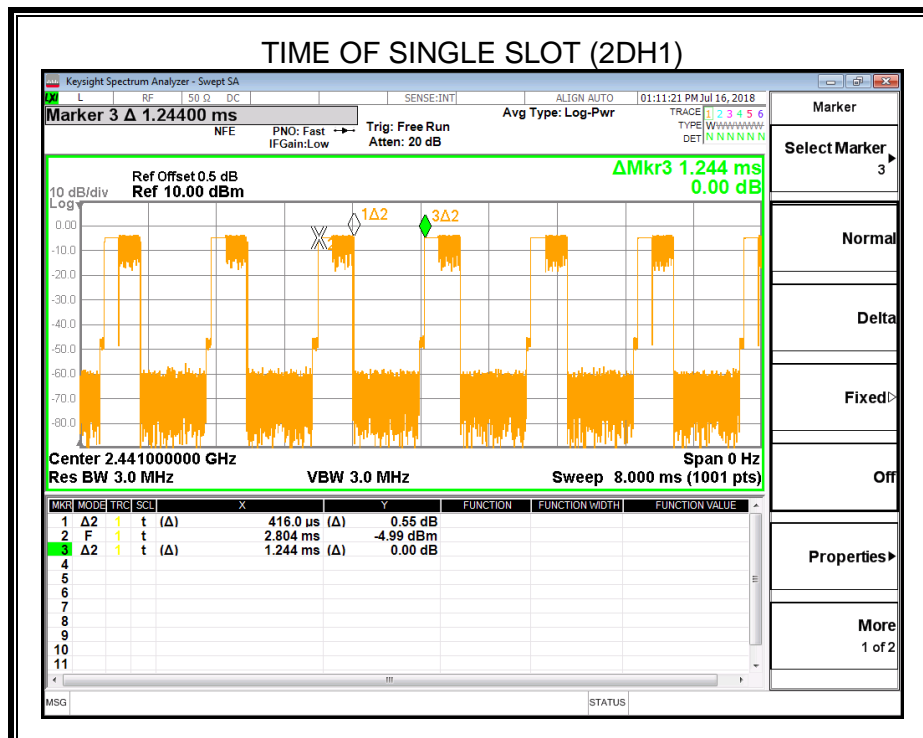 TIME OF SINGLE SLOT (2DH1)
Keysight Spectrum Analyzer - Swept SA
LXI L RF 50 Ω DC SENSE:INT ALIGN AUTO 01:11:21 PM Jul 16, 2018
Marker 3 Δ 1.24400 ms
NFE
PNO: Fast
IFGain:Low
Trig: Free Run
Atten: 20 dB
Avg Type: Log-Pwr
TRACE 1 2 3 4 5 6
TYPE WWWWWW
DET N N N N N N
ΔMkr3 1.244 ms
0.00 dB
Ref Offset 0.5 dB
10 dB/div Ref 10.00 dBm
Log
0.00
-10.0
-20.0
-30.0
-40.0
-50.0
-60.0
-70.0
-80.0
1Δ2
3Δ2
2
Center 2.441000000 GHz Span 0 Hz
Res BW 3.0 MHz VBW 3.0 MHz Sweep 8.000 ms (1001 pts)
MKR MODE TRC SCL X Y FUNCTION FUNCTION WIDTH FUNCTION VALUE
1 Δ2 1 t (Δ) 416.0 µs (Δ) 0.55 dB
2 F 1 t 2.804 ms -4.99 dBm
3 Δ2 1 t (Δ) 1.244 ms (Δ) 0.00 dB
4
5
6
7
8
9
10
11
MSG STATUS
Marker
Select Marker
3
Normal
Delta
Fixed
Off
Properties
More
1 of 2